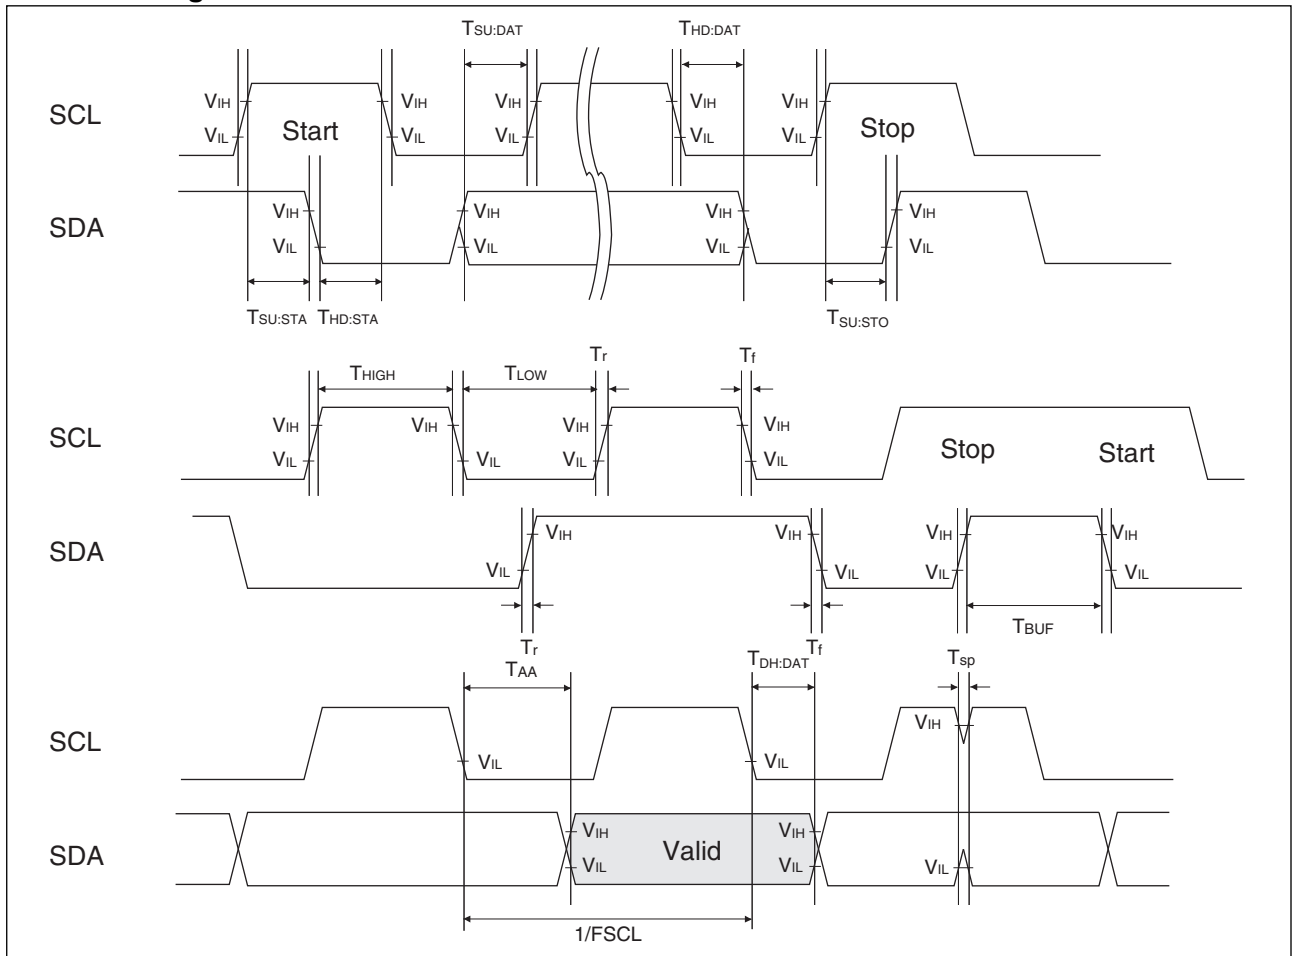 TSU:DAT THD:DAT
SCL VIH VIH VIH VIH VIH
VIL Start VIL VIL VIL VIL Stop
SDA VIH VIH VIH VIH
VIL VIL VIL VIL
TSU:STA THD:STA TSU:STO
THIGH TLOW Tr Tf
SCL VIH VIH VIH VIH
VIL VIL VIL VIL Stop Start
SDA VIH VIH VIH VIH
VIL VIL VIL VIL
Tr Tf TBUF
TAA TDH:DAT Tsp
SCL VIH
VIL VIL
SDA VIH Valid VIH
VIL VIL VIL
1/FSCL